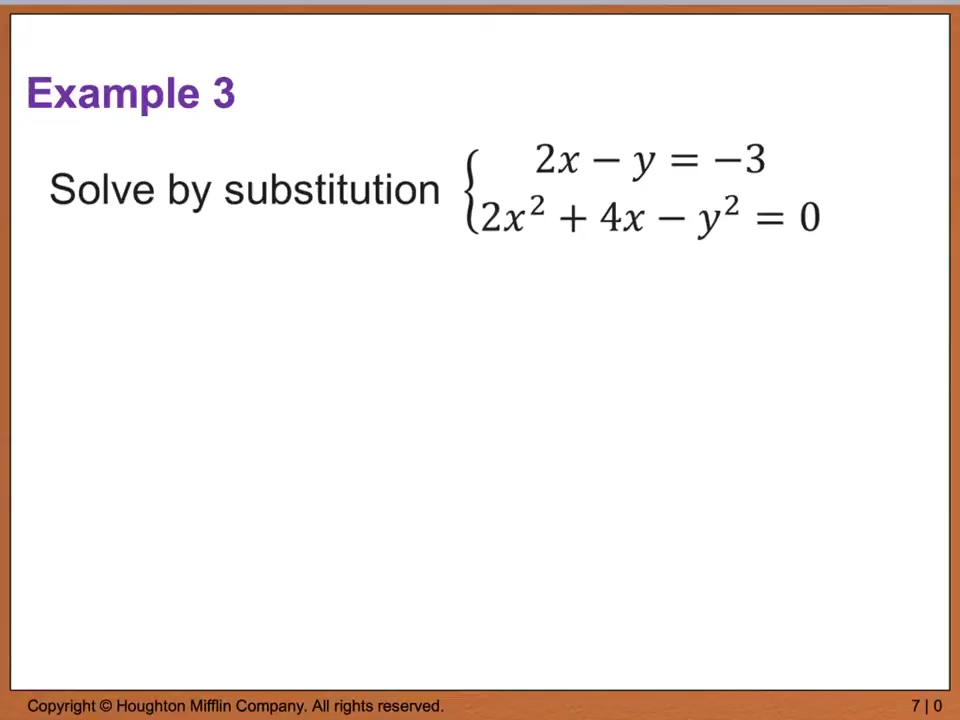 Example 3
2x − y = −3
Solve by substitution {
2x² + 4x − y² = 0
Copyright © Houghton Mifflin Company. All rights reserved.
7 | 0